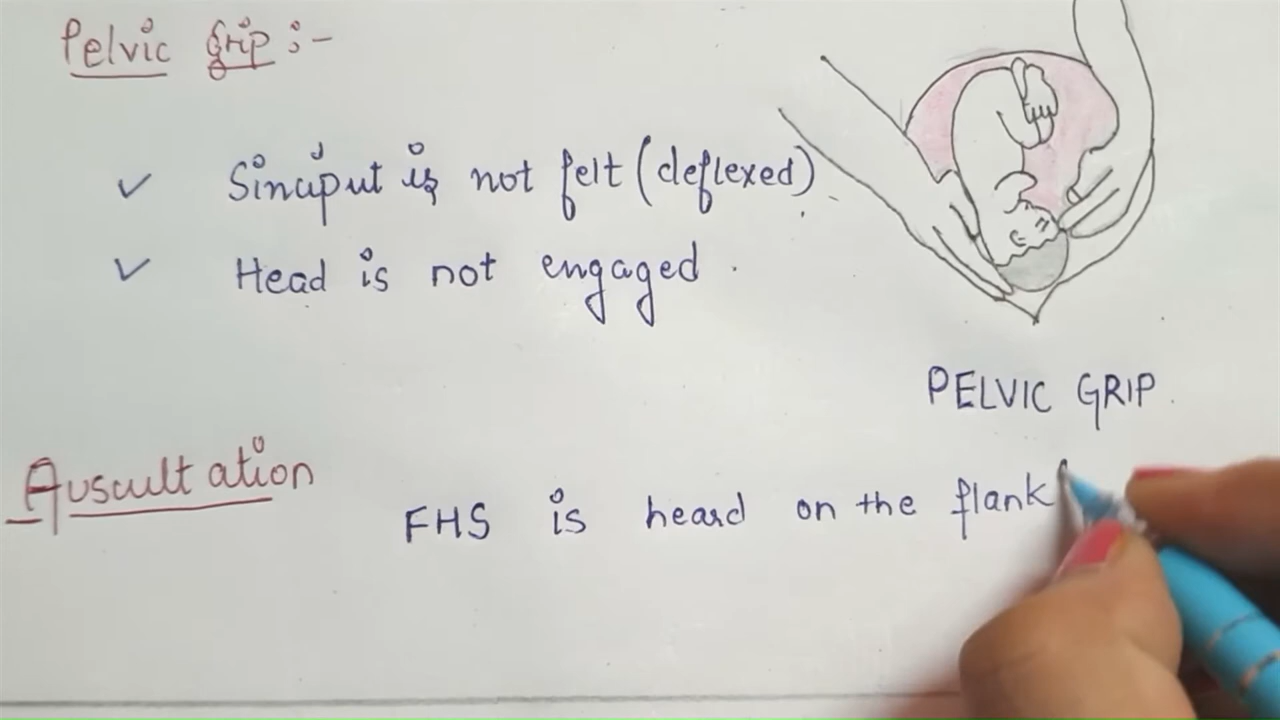 Pelvic Grip :-
✓ Sinciput is not felt (deflexed)
✓ Head is not engaged.
PELVIC GRIP.
Auscultation
FHS is heard on the flank